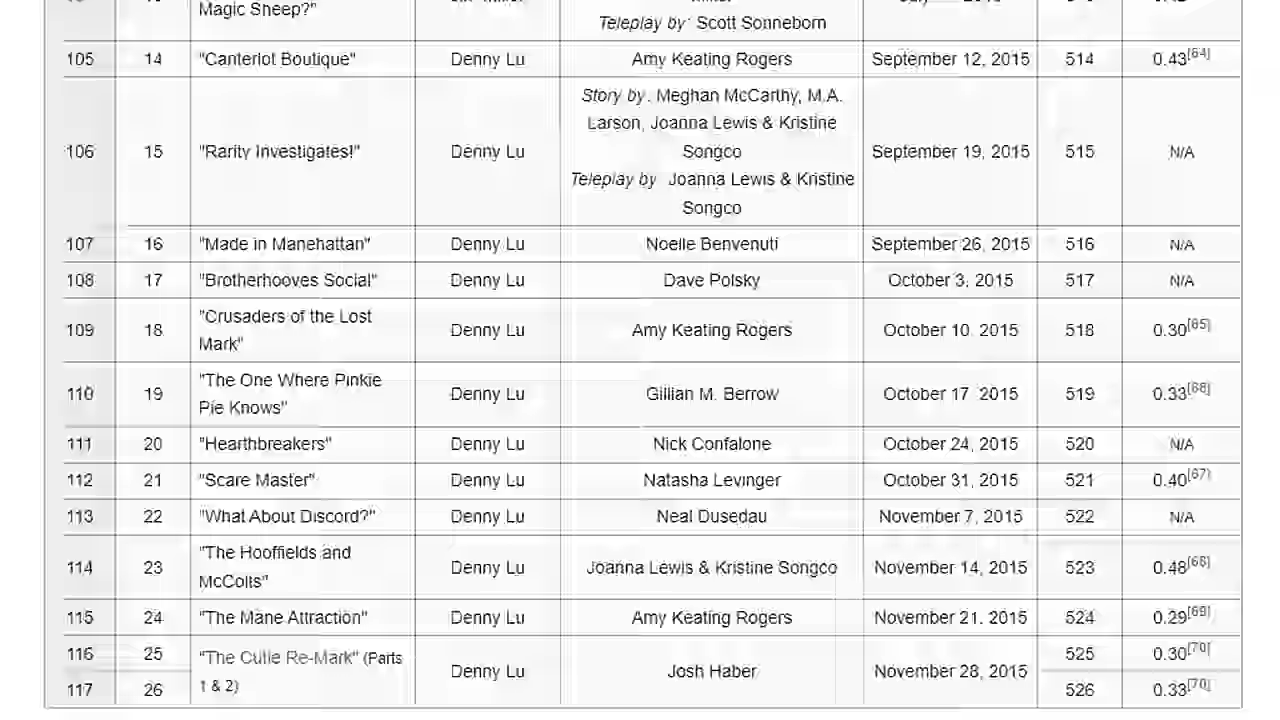 Magic Sheep?"
Teleplay by: Scott Sonneborn
105 14 "Canterlot Boutique" Denny Lu Amy Keating Rogers September 12, 2015 514 0.43[64]
106 15 "Rarity Investigates!" Denny Lu Story by: Meghan McCarthy, M.A.
Larson, Joanna Lewis & Kristine
Songco
Teleplay by: Joanna Lewis & Kristine
Songco September 19, 2015 515 N/A
107 16 "Made in Manehattan" Denny Lu Noelle Benvenuti September 26, 2015 516 N/A
108 17 "Brotherhooves Social" Denny Lu Dave Polsky October 3, 2015 517 N/A
109 18 "Crusaders of the Lost
Mark" Denny Lu Amy Keating Rogers October 10, 2015 518 0.30[65]
110 19 "The One Where Pinkie
Pie Knows" Denny Lu Gillian M. Berrow October 17, 2015 519 0.33[68]
111 20 "Hearthbreakers" Denny Lu Nick Confalone October 24, 2015 520 N/A
112 21 "Scare Master" Denny Lu Natasha Levinger October 31, 2015 521 0.40[67]
113 22 "What About Discord?" Denny Lu Neal Dusedau November 7, 2015 522 N/A
114 23 "The Hooffields and
McColts" Denny Lu Joanna Lewis & Kristine Songco November 14, 2015 523 0.48[68]
115 24 "The Mane Attraction" Denny Lu Amy Keating Rogers November 21, 2015 524 0.29[69]
116 25 "The Cutie Re-Mark" (Parts
1 & 2) Denny Lu Josh Haber November 28, 2015 525 0.30[70]
117 26 526 0.33[70]